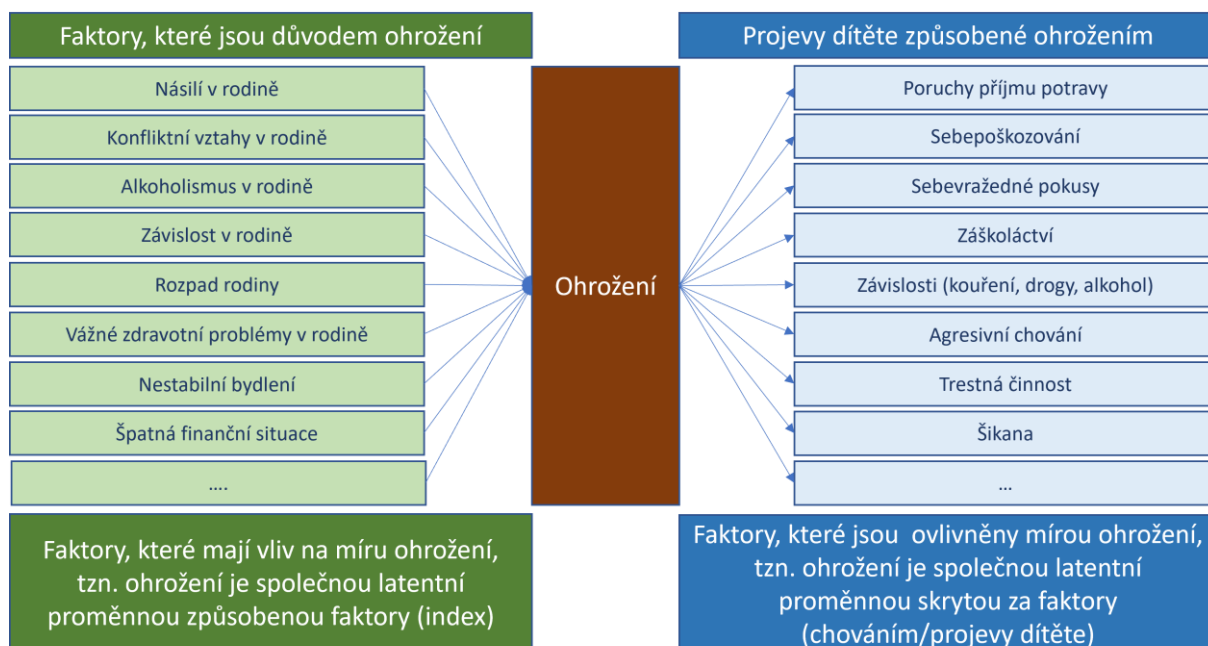 Faktory, které jsou důvodem ohrožení
Násilí v rodině
Konfliktní vztahy v rodině
Alkoholismus v rodině
Závislost v rodině
Rozpad rodiny
Vážné zdravotní problémy v rodině
Nestabilní bydlení
Špatná finanční situace
....
Faktory, které mají vliv na míru ohrožení,
tzn. ohrožení je společnou latentní
proměnnou způsobenou faktory (index)
Ohrožení
Projevy dítěte způsobené ohrožením
Poruchy příjmu potravy
Sebepoškozování
Sebevražedné pokusy
Záškoláctví
Závislosti (kouření, drogy, alkohol)
Agresivní chování
Trestná činnost
Šikana
...
Faktory, které jsou  ovlivněny mírou ohrožení,
tzn. ohrožení je společnou latentní
proměnnou skrytou za faktory
(chováním/projevy dítěte)